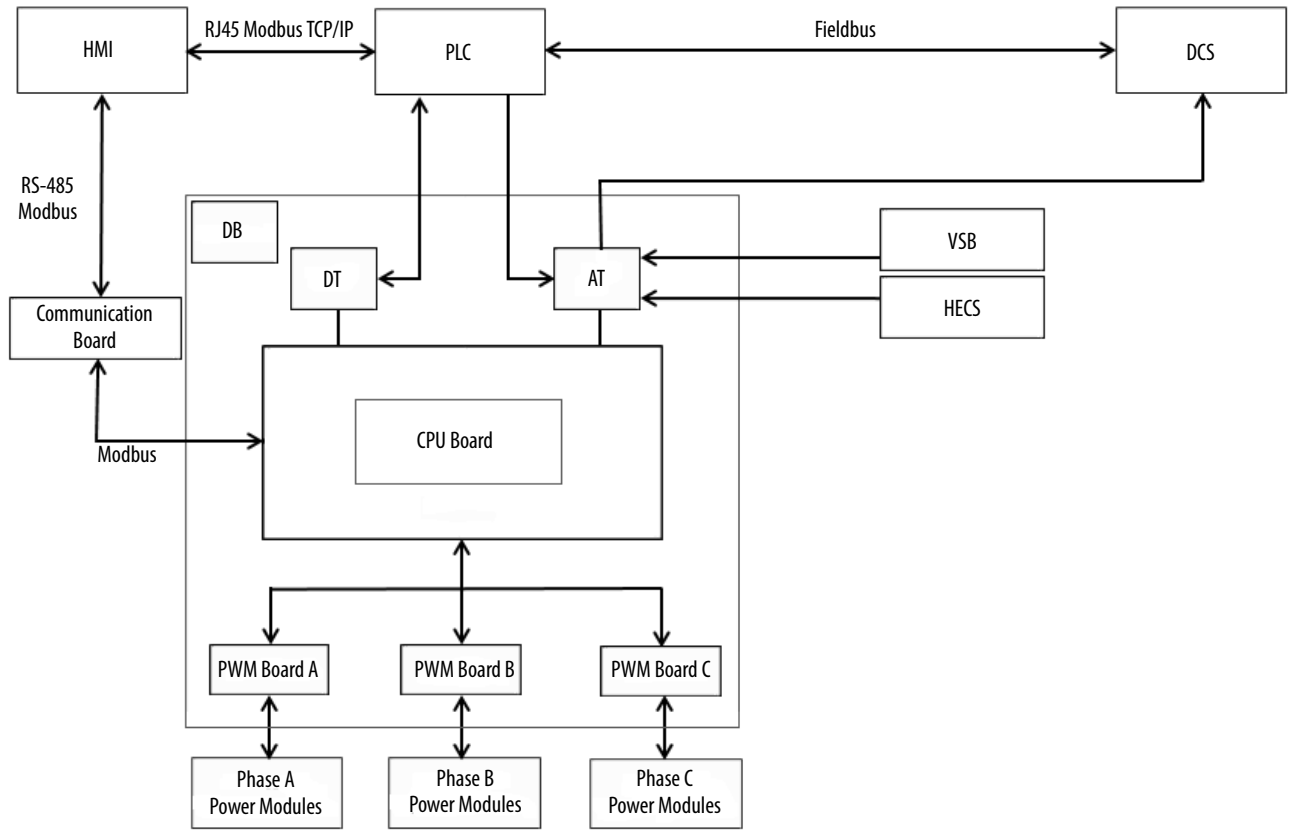 RJ45 Modbus TCP/IP
Fieldbus
HMI
PLC
DCS
RS-485
Modbus
DB
VSB
DT
AT
HECS
Communication
Board
CPU Board
Modbus
PWM Board A
PWM Board B
PWM Board C
Phase A
Power Modules
Phase B
Power Modules
Phase C
Power Modules